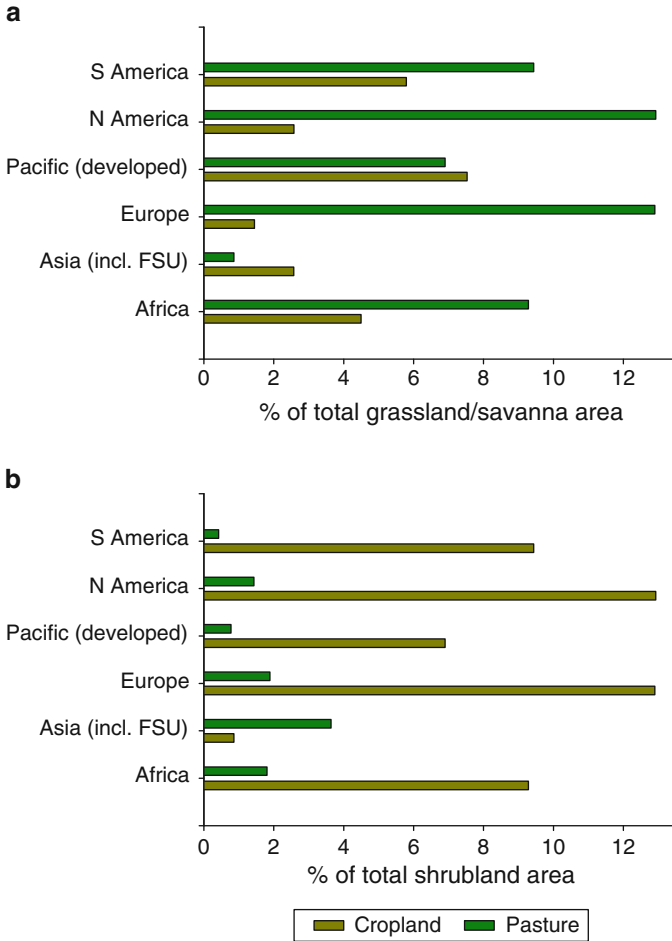 a
S America
N America
Pacific (developed)
Europe
Asia (incl. FSU)
Africa
0 2 4 6 8 10 12
% of total grassland/savanna area
b
S America
N America
Pacific (developed)
Europe
Asia (incl. FSU)
Africa
0 2 4 6 8 10 12
% of total shrubland area
Cropland Pasture